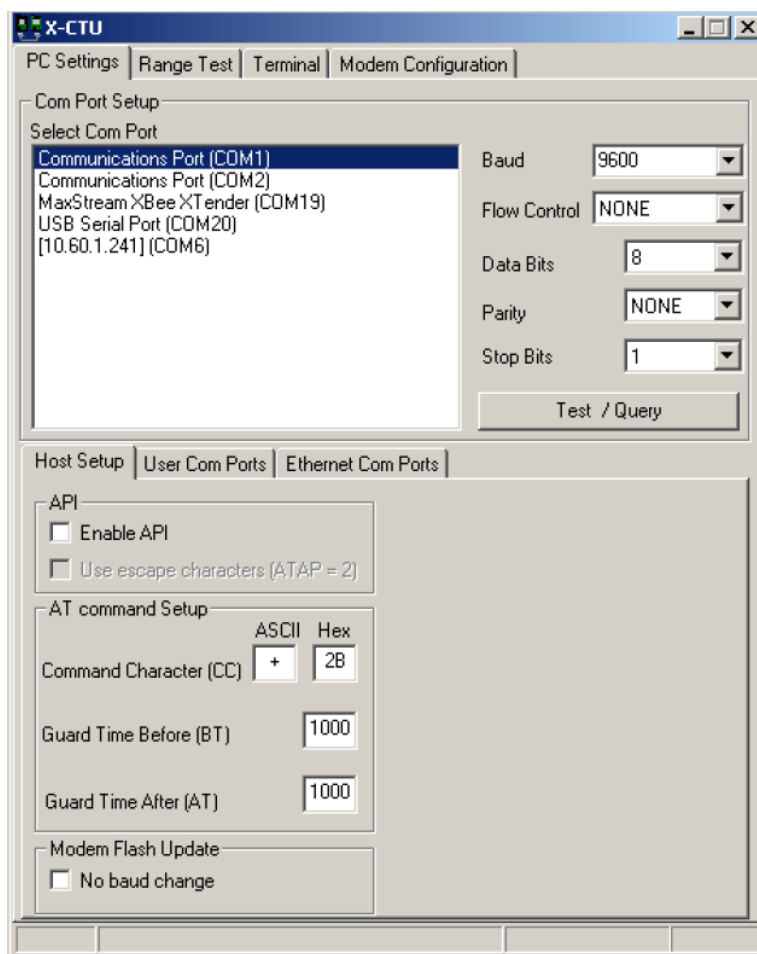 X-CTU
PC Settings Range Test Terminal Modem Configuration
Com Port Setup
Select Com Port
Communications Port (COM1)
Communications Port (COM2)
MaxStream XBee XTender (COM19)
USB Serial Port (COM20)
[10.60.1.241] (COM6)
Baud 9600
Flow Control NONE
Data Bits 8
Parity NONE
Stop Bits 1
Test / Query
Host Setup User Com Ports Ethernet Com Ports
API
Enable API
Use escape characters (ATAP = 2)
AT command Setup
ASCII Hex
Command Character (CC) + 2B
Guard Time Before (BT) 1000
Guard Time After (AT) 1000
Modem Flash Update
No baud change